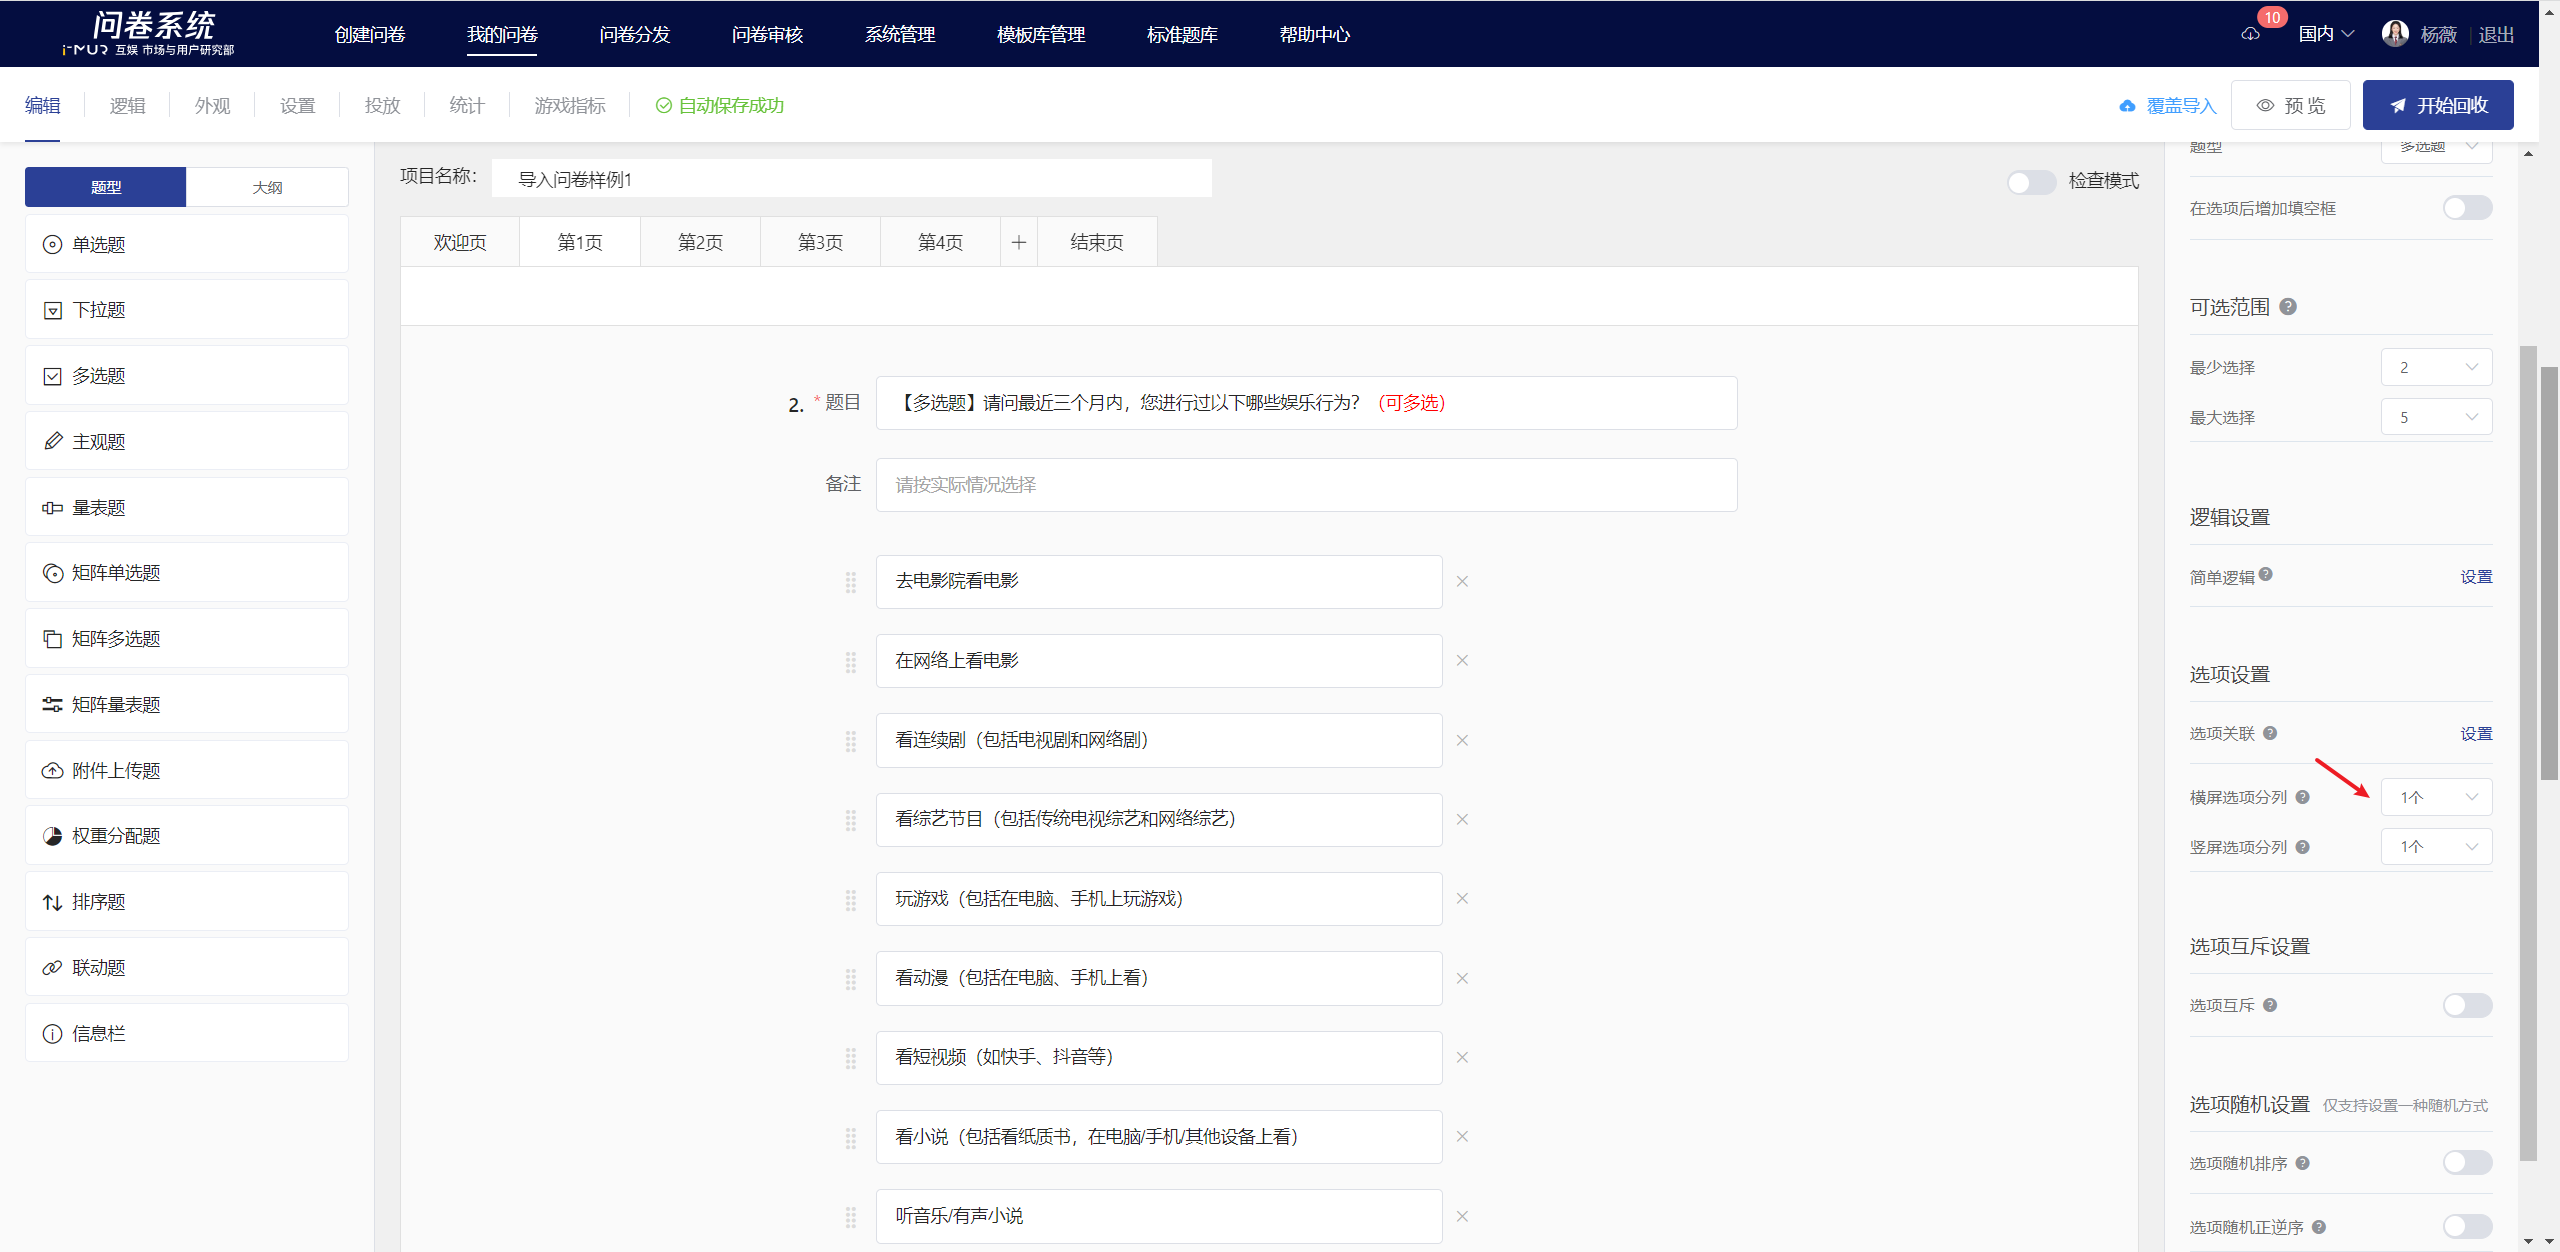 问卷系统
i-MUR 互娱 市场与用户研究部
创建问卷
我的问卷
问卷分发
问卷审核
系统管理
模板库管理
标准题库
帮助中心
10
国内
杨薇
退出
编辑
逻辑
外观
设置
投放
统计
游戏指标
自动保存成功
覆盖导入
预 览
开始回收
题型
大纲
单选题
下拉题
多选题
主观题
量表题
矩阵单选题
矩阵多选题
矩阵量表题
附件上传题
权重分配题
排序题
联动题
信息栏
项目名称：
导入问卷样例1
检查模式
欢迎页
第1页
第2页
第3页
第4页
+
结束页
2. * 题目
【多选题】请问最近三个月内，您进行过以下哪些娱乐行为？（可多选）
备注
请按实际情况选择
去电影院看电影
在网络上看电影
看连续剧（包括电视剧和网络剧）
看综艺节目（包括传统电视综艺和网络综艺）
玩游戏（包括在电脑、手机上玩游戏）
看动漫（包括在电脑、手机上看）
看短视频（如快手、抖音等）
看小说（包括看纸质书，在电脑/手机/其他设备上看）
听音乐/有声小说
题型
多选题
在选项后增加填空框
可选范围 ?
最少选择
2
最大选择
5
逻辑设置
简单逻辑 ?
设置
选项设置
选项关联 ?
设置
横屏选项分列 ?
1个
竖屏选项分列 ?
1个
选项互斥设置
选项互斥 ?
选项随机设置 仅支持设置一种随机方式
选项随机排序 ?
选项随机正逆序 ?